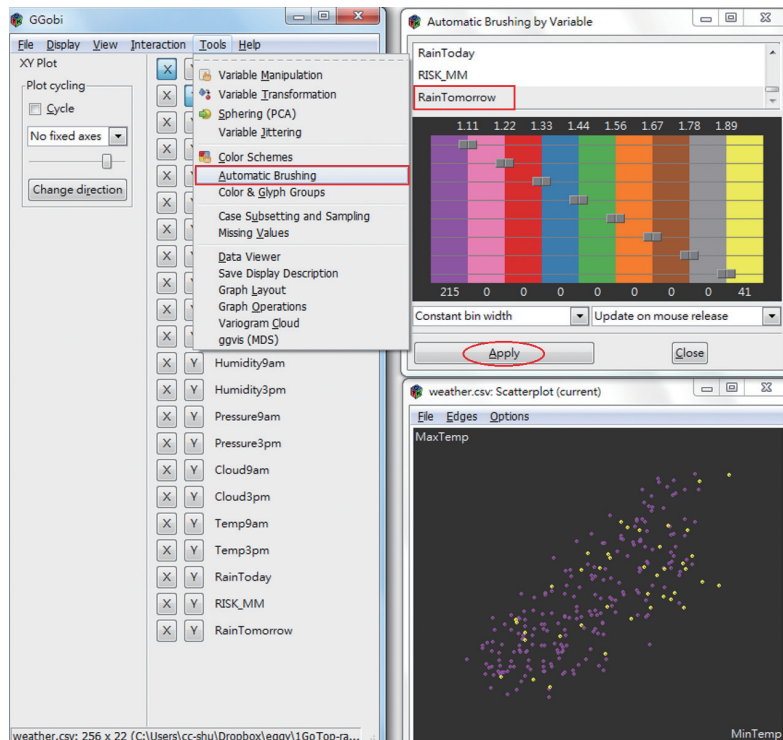 GGobi
File Display View Interaction Tools Help
XY Plot
Plot cycling
Cycle
No fixed axes
Change direction
X
X
X
X
X
X
X
X
X
X
X
Variable Manipulation
Variable Transformation
Sphering (PCA)
Variable Jittering
Color Schemes
Automatic Brushing
Color & Glyph Groups
Case Subsetting and Sampling
Missing Values
Data Viewer
Save Display Description
Graph Layout
Graph Operations
Variogram Cloud
ggvis (MDS)
X Y Humidity9am
X Y Humidity3pm
X Y Pressure9am
X Y Pressure3pm
X Y Cloud9am
X Y Cloud3pm
X Y Temp9am
X Y Temp3pm
X Y RainToday
X Y RISK_MM
X Y RainTomorrow
weather.csv: 256 x 22 (C:\Users\cc-shu\Dropbox\eggy\1GoTop-ra...
Automatic Brushing by Variable
RainToday
RISK_MM
RainTomorrow
1.11 1.22 1.33 1.44 1.56 1.67 1.78 1.89
215 0 0 0 0 0 0 0 41
Constant bin width Update on mouse release
Apply Close
weather.csv: Scatterplot (current)
File Edges Options
MaxTemp
MinTemp